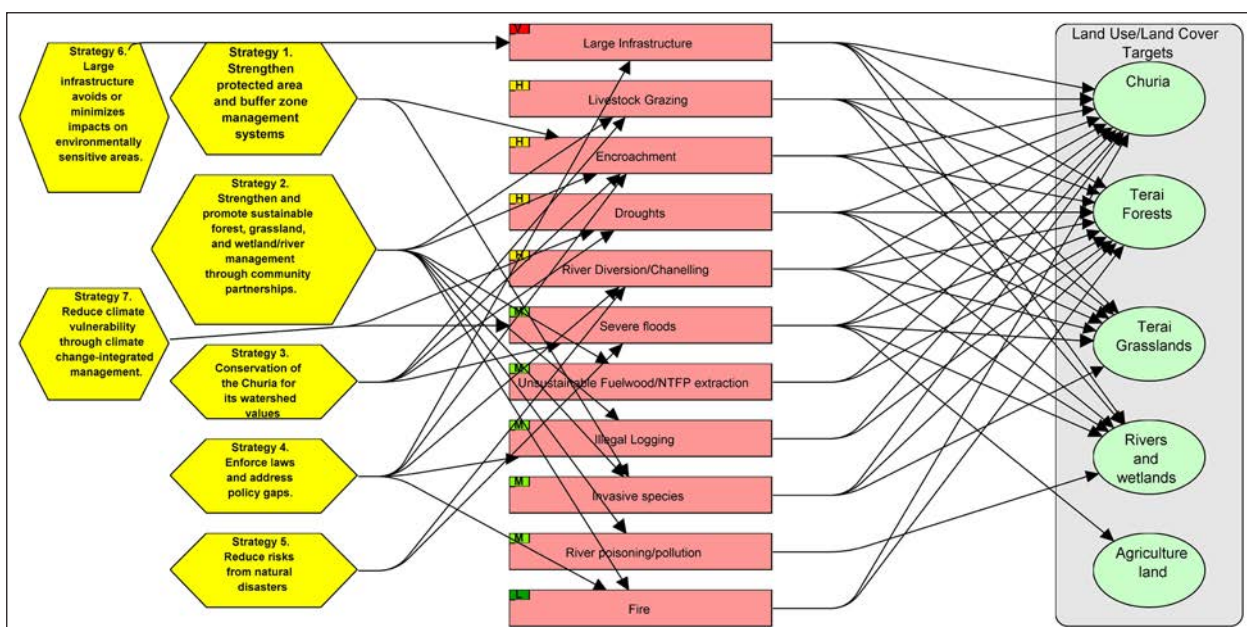 Strategy 6.
Large
infrastructure
avoids or
minimizes
impacts on
environmentally
sensitive areas.
Strategy 1.
Strengthen
protected area
and buffer zone
management
systems
Strategy 2.
Strengthen and
promote sustainable
forest, grassland,
and wetland/river
management
through community
partnerships.
Strategy 7.
Reduce climate
vulnerability
through climate
change-integrated
management.
Strategy 3.
Conservation of
the Churia for
its watershed
values
Strategy 4.
Enforce laws
and address
policy gaps.
Strategy 5.
Reduce risks
from natural
disasters
V
Large Infrastructure
H
Livestock Grazing
H
Encroachment
H
Droughts
H
River Diversion/Chanelling
M
Severe floods
M
Unsustainable Fuelwood/NTFP extraction
M
Illegal Logging
M
Invasive species
M
River poisoning/pollution
L
Fire
Land Use/Land Cover
Targets
Churia
Terai
Forests
Terai
Grasslands
Rivers
and
wetlands
Agriculture
land